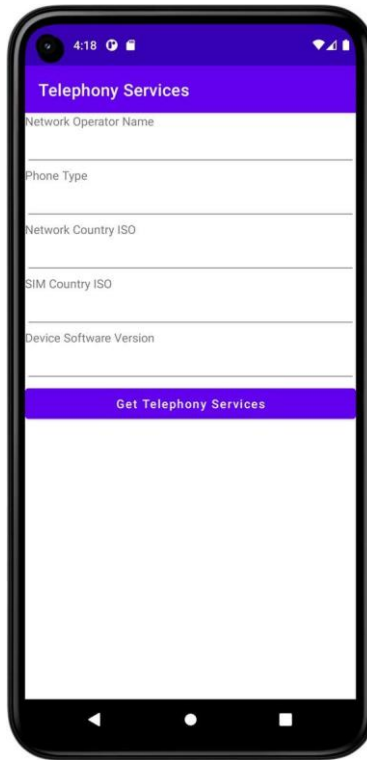 4:18
Telephony Services
Network Operator Name
Phone Type
Network Country ISO
SIM Country ISO
Device Software Version
Get Telephony Services